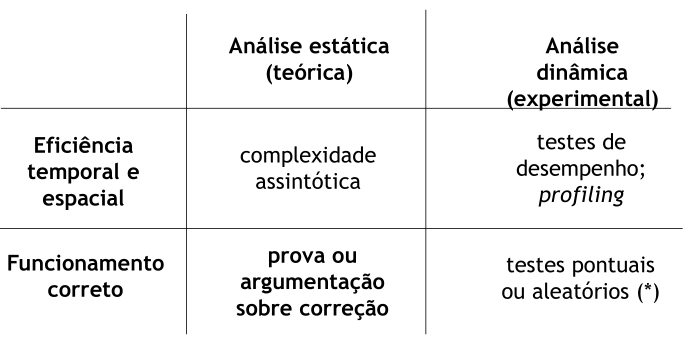 Análise estática
(teórica)
Análise
dinâmica
(experimental)
Eficiência
temporal e
espacial
complexidade
assintótica
testes de
desempenho;
profiling
Funcionamento
correto
prova ou
argumentação
sobre correção
testes pontuais
ou aleatórios (*)